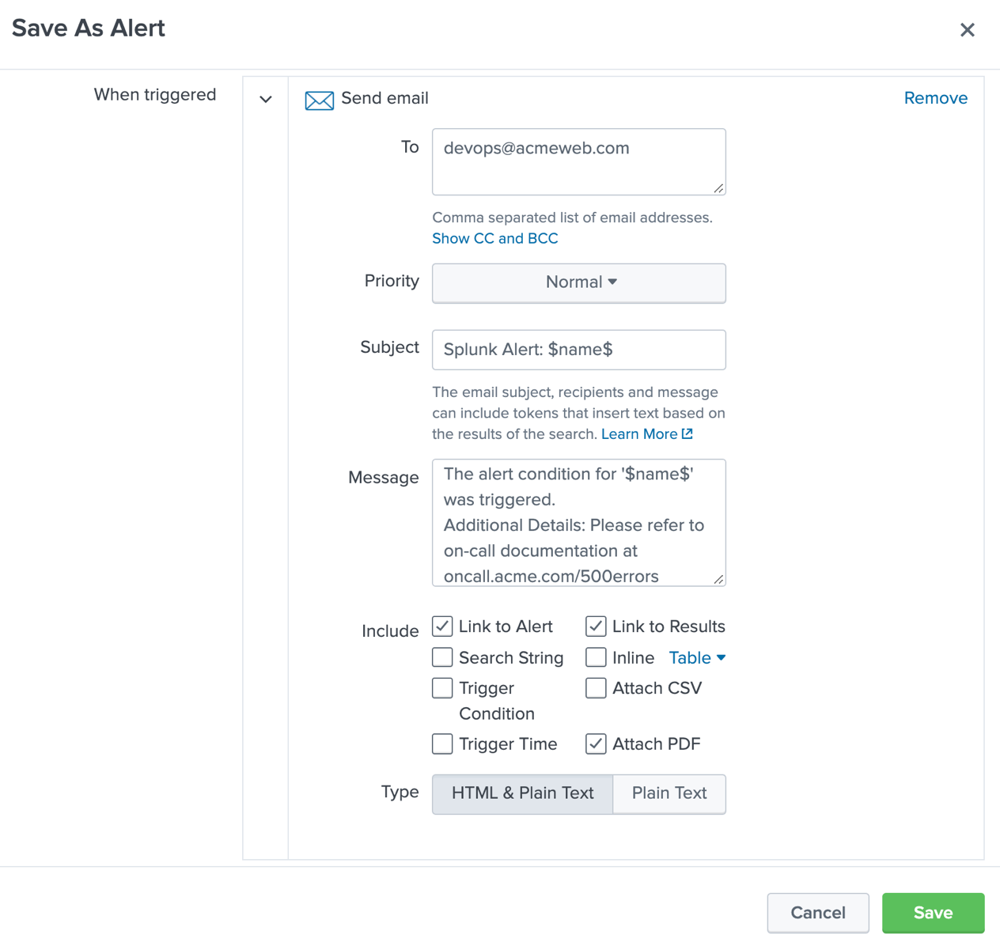 Save As Alert
When triggered
Send email
Remove
To
devops@acmeweb.com
Comma separated list of email addresses.
Show CC and BCC
Priority
Normal
Subject
Splunk Alert: $name$
The email subject, recipients and message
can include tokens that insert text based on
the results of the search. Learn More
Message
The alert condition for '$name$'
was triggered.
Additional Details: Please refer to
on-call documentation at
oncall.acme.com/500errors
Include
Link to Alert
Link to Results
Search String
Inline Table
Trigger
Condition
Attach CSV
Trigger Time
Attach PDF
Type
HTML & Plain Text
Plain Text
Cancel
Save